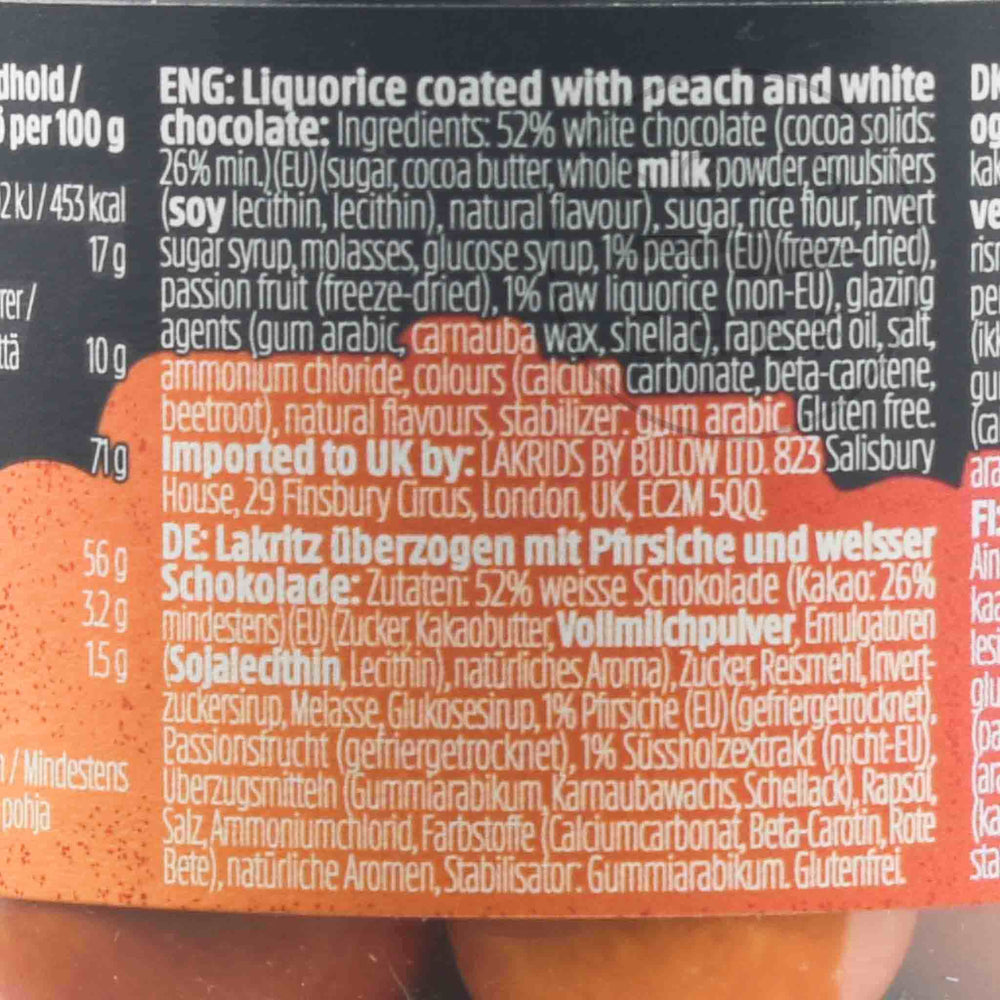 dhold /
per 100 g
2 kJ / 453 kcal
17 g
rer /
ttä
10 g
71 g
56 g
3.2 g
1.5 g
/ Mindestens
pohja
ENG: Liquorice coated with peach and white
chocolate: Ingredients: 52% white chocolate (cocoa solids:
26% min.)(EU)(sugar, cocoa butter, whole milk powder, emulsifiers
(soy lecithin, lecithin), natural flavour), sugar, rice flour, invert
sugar syrup, molasses, glucose syrup, 1% peach (EU)(freeze-dried),
passion fruit (freeze-dried), 1% raw liquorice (non-EU), glazing
agents (gum arabic, carnauba wax, shellac), rapeseed oil, salt,
ammonium chloride, colours (calcium carbonate, beta-carotene,
beetroot), natural flavours, stabilizer: gum arabic. Gluten free.
Imported to UK by: LAKRIDS BY BÜLOW LTD. 823 Salisbury
House, 29 Finsbury Circus, London, UK, EC2M 5QQ.
DE: Lakritz überzogen mit Pfirsiche und weisser
Schokolade: Zutaten: 52% weisse Schokolade (Kakao: 26%
mindestens)(EU)(Zucker, Kakaobutter, Vollmilchpulver, Emulgatoren
(Sojalecithin, Lecithin), natürliches Aroma), Zucker, Reismehl, Invert-
zuckersirup, Melasse, Glukosesirup, 1% Pfirsiche (EU)(gefriergetrocknet),
Passionsfrucht (gefriergetrocknet), 1% Süssholzextrakt (nicht-EU),
Überzugsmitteln (Gummarabikum, Karnaubawachs, Schellack), Rapsöl,
Salz, Ammoniumchlorid, Farbstoffe (Calciumcarbonat, Beta-Carotin, Rote
Bete), natürliche Aromen, Stabilisator: Gummiarabikum. Glutenfrei.